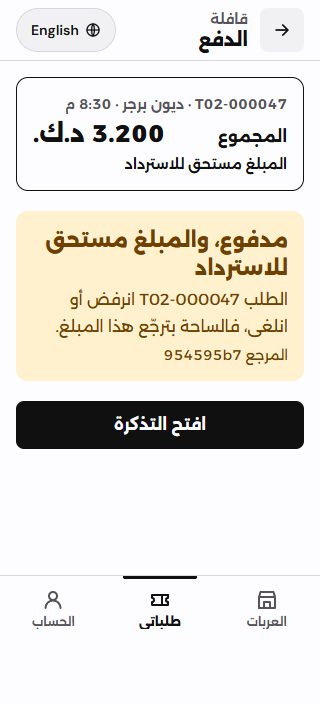 قافلة
الدفع
English
T02-000047 · ديون برجر · 8:30 م
المجموع
3.200 د.ك.
المبلغ مستحق للاسترداد
مدفوع، والمبلغ مستحق
للاسترداد
الطلب T02-000047 انرفض أو
انلغى، فالساحة بترجّع هذا المبلغ.
المرجع 954595b7
افتح التذكرة
العربات
طلباتي
الحساب